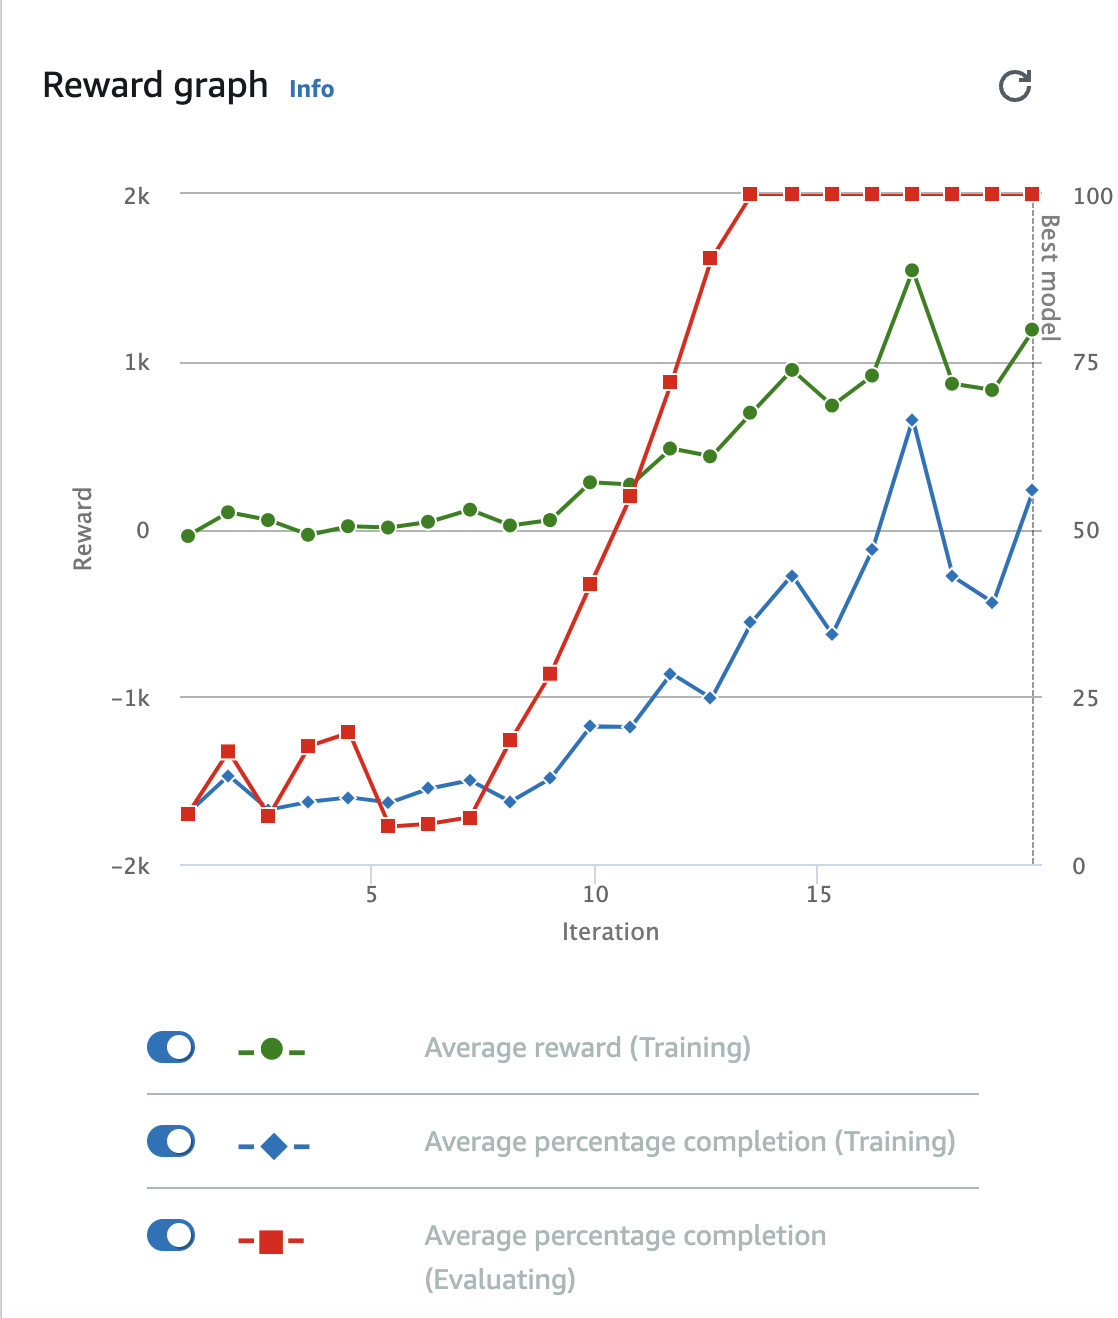 Reward graph Info
2k
1k
0
−1k
−2k
Reward
100
75
50
25
0
Best model
5 10 15
Iteration
Average reward (Training)
Average percentage completion (Training)
Average percentage completion
(Evaluating)